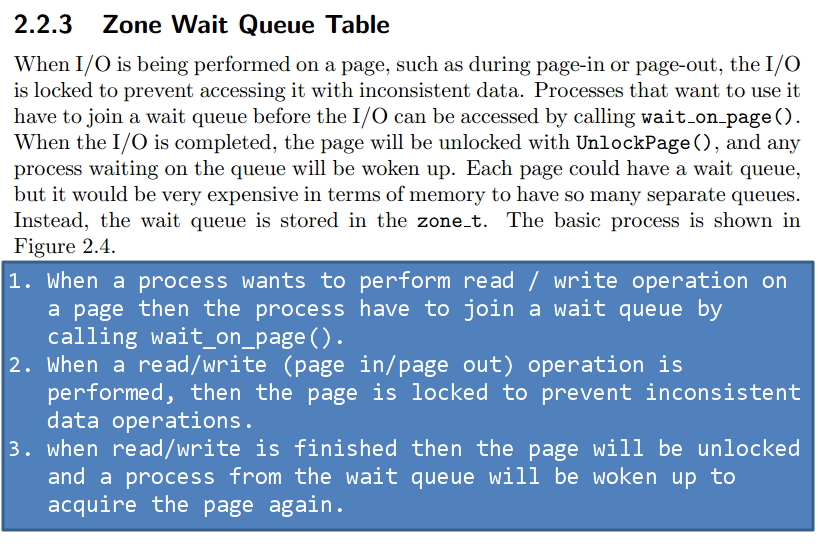 2.2.3 Zone Wait Queue Table
When I/O is being performed on a page, such as during page-in or page-out, the I/O
is locked to prevent accessing it with inconsistent data. Processes that want to use it
have to join a wait queue before the I/O can be accessed by calling wait_on_page().
When the I/O is completed, the page will be unlocked with UnlockPage(), and any
process waiting on the queue will be woken up. Each page could have a wait queue,
but it would be very expensive in terms of memory to have so many separate queues.
Instead, the wait queue is stored in the zone_t. The basic process is shown in
Figure 2.4.
1. When a process wants to perform read / write operation on
a page then the process have to join a wait queue by
calling wait_on_page().
2. When a read/write (page in/page out) operation is
performed, then the page is locked to prevent inconsistent
data operations.
3. when read/write is finished then the page will be unlocked
and a process from the wait queue will be woken up to
acquire the page again.